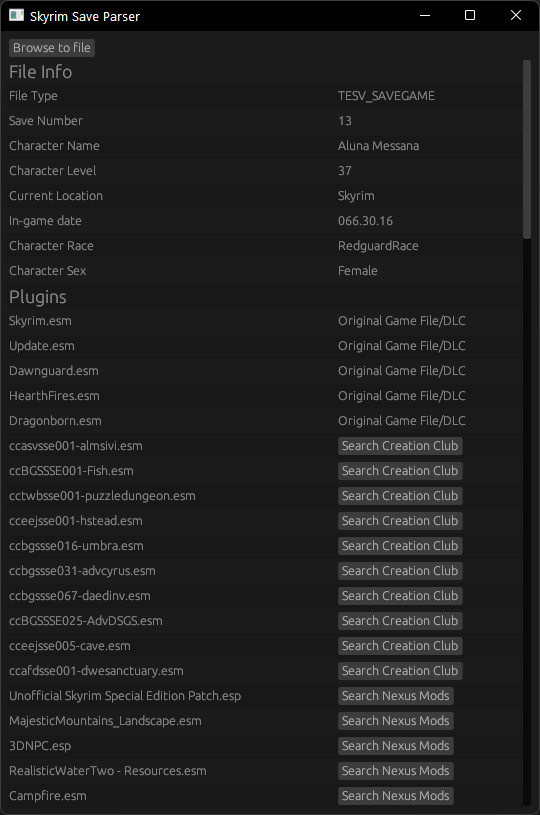 Skyrim Save Parser
Browse to file
File Info
File Type TESV_SAVEGAME
Save Number 13
Character Name Aluna Messana
Character Level 37
Current Location Skyrim
In-game date 066.30.16
Character Race RedguardRace
Character Sex Female
Plugins
Skyrim.esm Original Game File/DLC
Update.esm Original Game File/DLC
Dawnguard.esm Original Game File/DLC
HearthFires.esm Original Game File/DLC
Dragonborn.esm Original Game File/DLC
ccasvsse001-almsivi.esm Search Creation Club
ccBGSSSE001-Fish.esm Search Creation Club
cctwbsse001-puzzledungeon.esm Search Creation Club
cceejsse001-hstead.esm Search Creation Club
ccbgssse016-umbra.esm Search Creation Club
ccbgssse031-advcyrus.esm Search Creation Club
ccbgssse067-daedinv.esm Search Creation Club
ccBGSSSE025-AdvDSGS.esm Search Creation Club
cceejsse005-cave.esm Search Creation Club
ccafdsse001-dwesanctuary.esm Search Creation Club
Unofficial Skyrim Special Edition Patch.esp Search Nexus Mods
MajesticMountains_Landscape.esm Search Nexus Mods
3DNPC.esp Search Nexus Mods
RealisticWaterTwo - Resources.esm Search Nexus Mods
Campfire.esm Search Nexus Mods